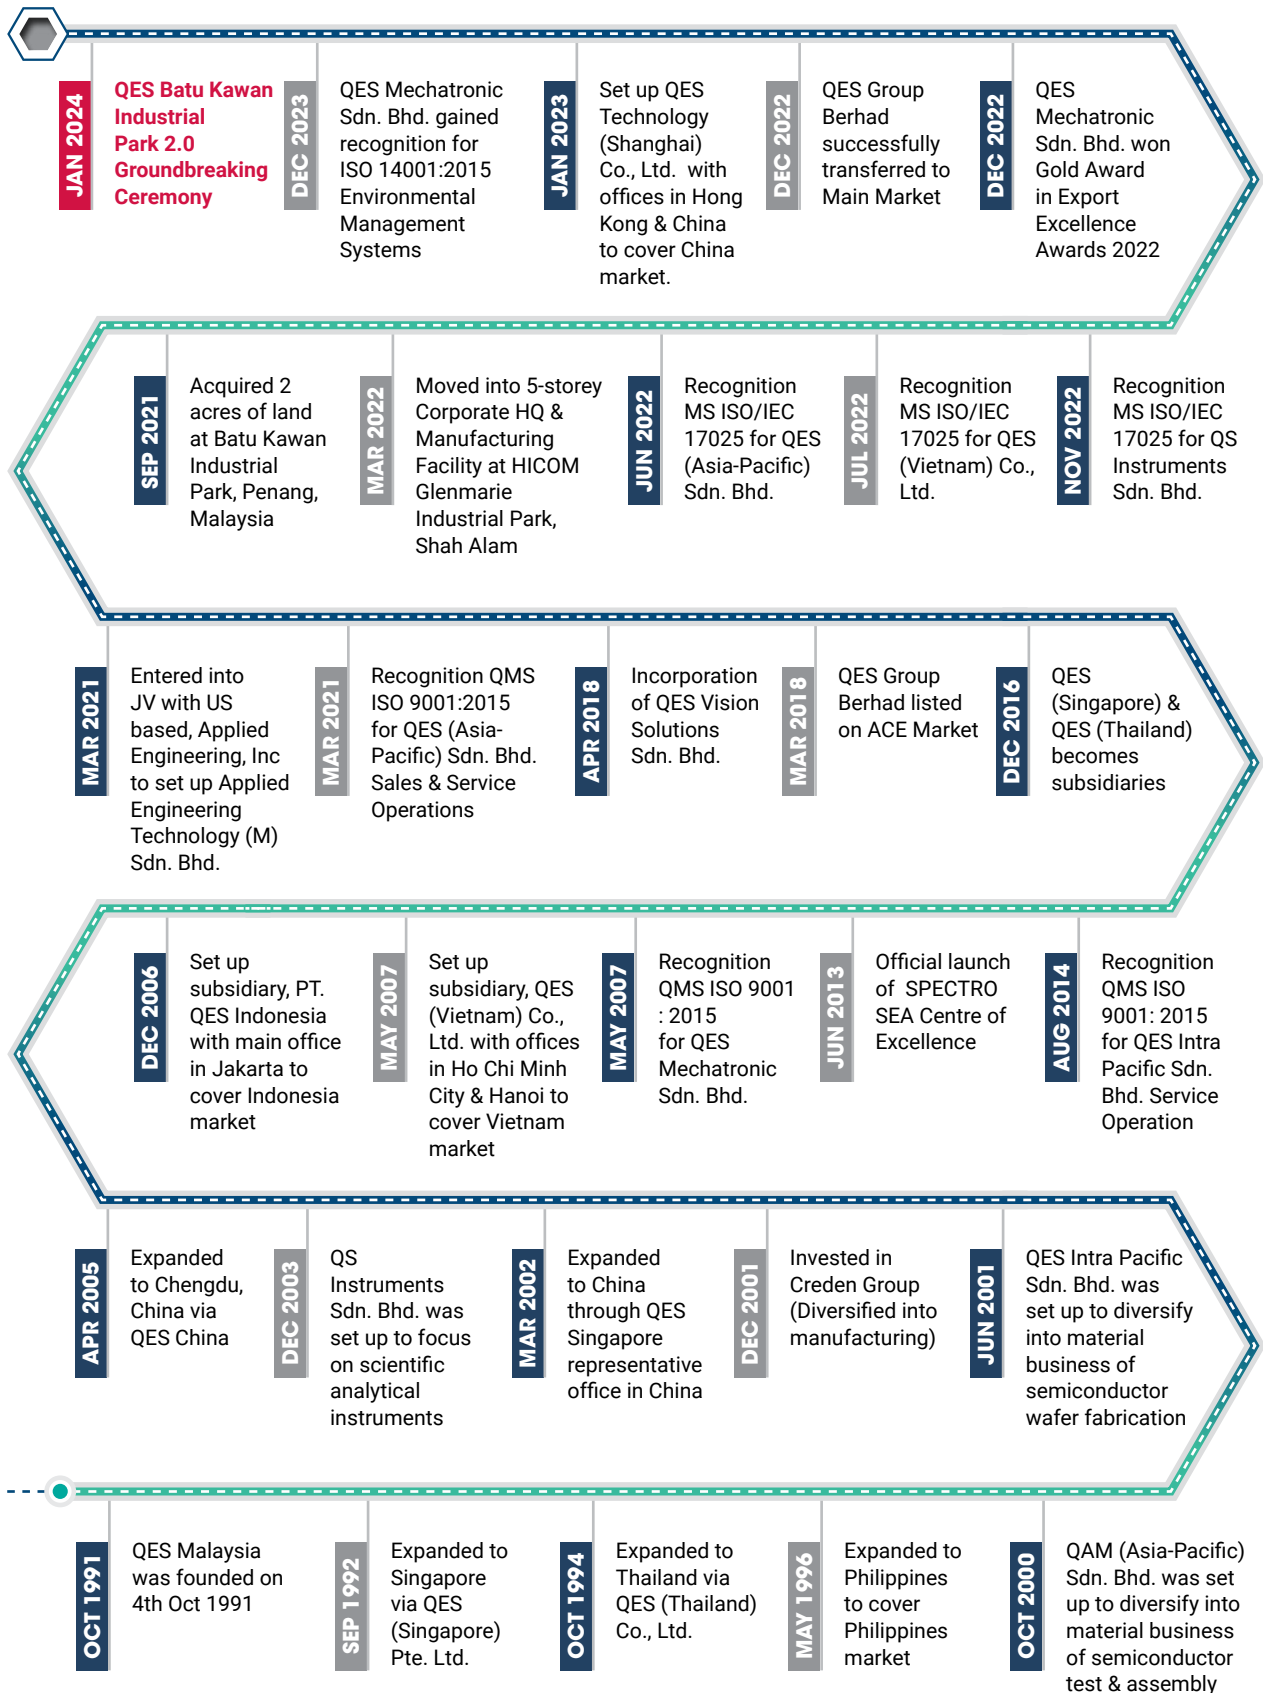 JAN 2024
QES Batu Kawan
Industrial
Park 2.0
Groundbreaking
Ceremony
DEC 2023
QES Mechatronic
Sdn. Bhd. gained
recognition for
ISO 14001:2015
Environmental
Management
Systems
JAN 2023
Set up QES
Technology
(Shanghai)
Co., Ltd. with
offices in Hong
Kong & China
to cover China
market.
DEC 2022
QES Group
Berhad
successfully
transferred to
Main Market
DEC 2022
QES
Mechatronic
Sdn. Bhd. won
Gold Award
in Export
Excellence
Awards 2022
SEP 2021
Acquired 2
acres of land
at Batu Kawan
Industrial
Park, Penang,
Malaysia
MAR 2022
Moved into 5-storey
Corporate HQ &
Manufacturing
Facility at HICOM
Glenmarie
Industrial Park,
Shah Alam
JUN 2022
Recognition
MS ISO/IEC
17025 for QES
(Asia-Pacific)
Sdn. Bhd.
JUL 2022
Recognition
MS ISO/IEC
17025 for QES
(Vietnam) Co.,
Ltd.
NOV 2022
Recognition
MS ISO/IEC
17025 for QS
Instruments
Sdn. Bhd.
MAR 2021
Entered into
JV with US
based, Applied
Engineering, Inc
to set up Applied
Engineering
Technology (M)
Sdn. Bhd.
MAR 2021
Recognition QMS
ISO 9001:2015
for QES (Asia-
Pacific) Sdn. Bhd.
Sales & Service
Operations
APR 2018
Incorporation
of QES Vision
Solutions
Sdn. Bhd.
MAR 2018
QES Group
Berhad listed
on ACE Market
DEC 2016
QES
(Singapore) &
QES (Thailand)
becomes
subsidiaries
DEC 2006
Set up
subsidiary, PT.
QES Indonesia
with main office
in Jakarta to
cover Indonesia
market
MAY 2007
Set up
subsidiary, QES
(Vietnam) Co.,
Ltd. with offices
in Ho Chi Minh
City & Hanoi to
cover Vietnam
market
MAY 2007
Recognition
QMS ISO 9001
: 2015
for QES
Mechatronic
Sdn. Bhd.
JUN 2013
Official launch
of SPECTRO
SEA Centre of
Excellence
AUG 2014
Recognition
QMS ISO
9001: 2015
for QES Intra
Pacific Sdn.
Bhd. Service
Operation
APR 2005
Expanded
to Chengdu,
China via
QES China
DEC 2003
QS
Instruments
Sdn. Bhd. was
set up to focus
on scientific
analytical
instruments
MAR 2002
Expanded
to China
through QES
Singapore
representative
office in China
DEC 2001
Invested in
Creden Group
(Diversified into
manufacturing)
JUN 2001
QES Intra Pacific
Sdn. Bhd. was
set up to diversify
into material
business of
semiconductor
wafer fabrication
OCT 1991
QES Malaysia
was founded on
4th Oct 1991
SEP 1992
Expanded to
Singapore
via QES
(Singapore)
Pte. Ltd.
OCT 1994
Expanded to
Thailand via
QES (Thailand)
Co., Ltd.
MAY 1996
Expanded to
Philippines
to cover
Philippines
market
OCT 2000
QAM (Asia-Pacific)
Sdn. Bhd. was set
up to diversify into
material business
of semiconductor
test & assembly